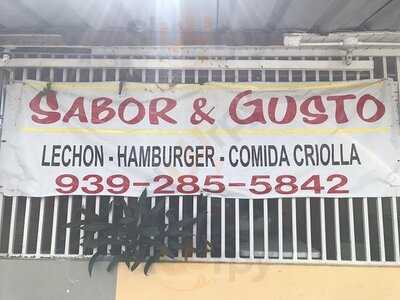 SABOR & GUSTO
LECHON - HAMBURGER - COMIDA CRIOLLA
939-285-5842